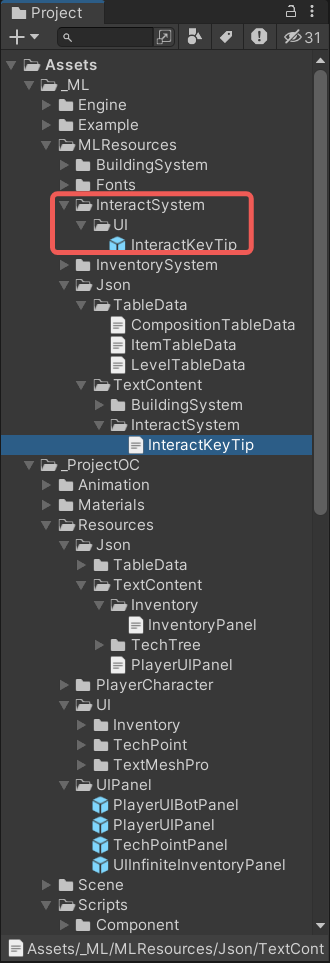 Project
31
Assets
_ML
Engine
Example
MLResources
BuildingSystem
Fonts
InteractSystem
UI
InteractKeyTip
InventorySystem
Json
TableData
CompositionTableData
ItemTableData
LevelTableData
TextContent
BuildingSystem
InteractSystem
InteractKeyTip
_ProjectOC
Animation
Materials
Resources
Json
TableData
TextContent
Inventory
InventoryPanel
TechTree
PlayerUIPanel
PlayerCharacter
UI
Inventory
TechPoint
TextMeshPro
UIPanel
PlayerUIBotPanel
PlayerUIPanel
TechPointPanel
UIInfiniteInventoryPanel
Scene
Scripts
Component
Assets/_ML/MLResources/Json/TextCont